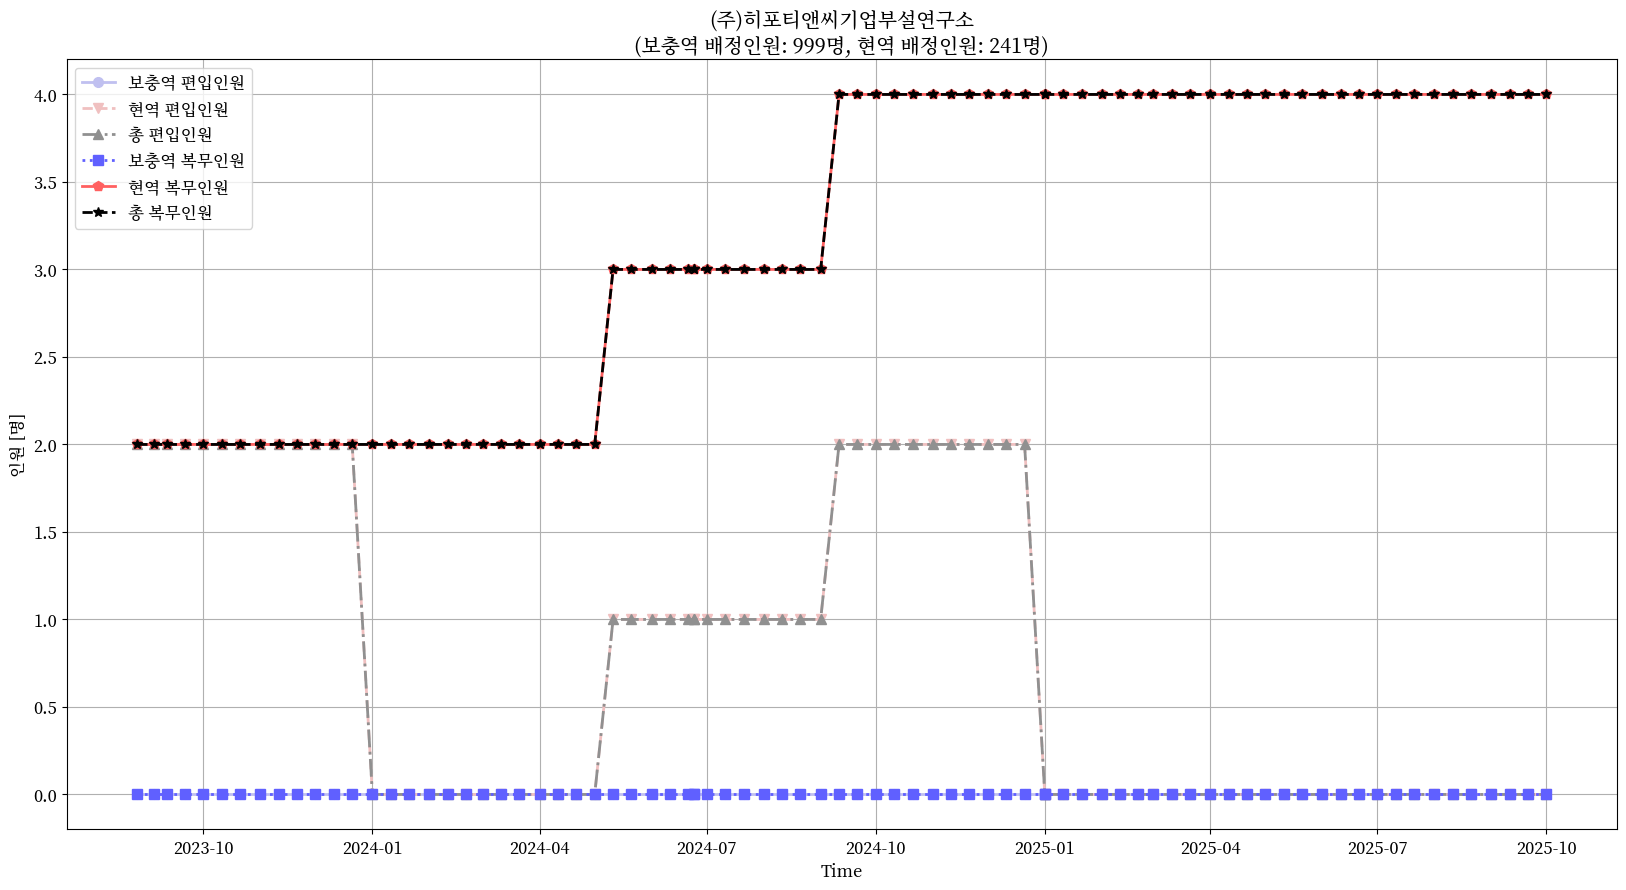 (주)히포티앤씨기업부설연구소
(보충역 배정인원: 999명, 현역 배정인원: 241명)
보충역 편입인원
현역 편입인원
총 편입인원
보충역 복무인원
현역 복무인원
총 복무인원
인원 [명]
4.0
3.5
3.0
2.5
2.0
1.5
1.0
0.5
0.0
2023-10
2024-01
2024-04
2024-07
2024-10
2025-01
2025-04
2025-07
2025-10
Time